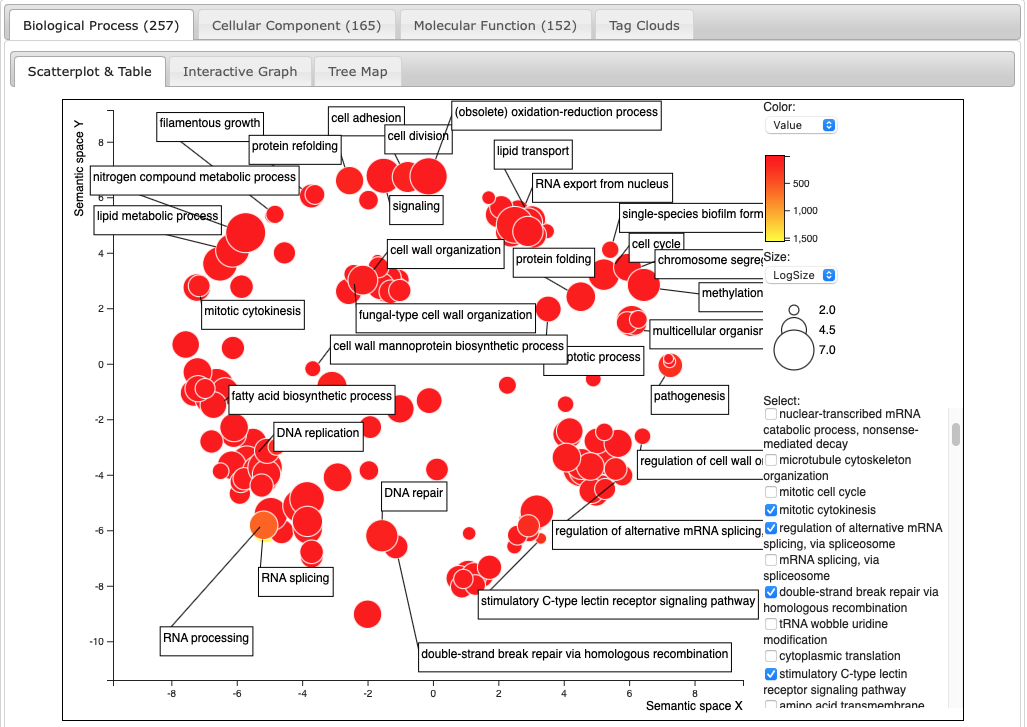 Biological Process (257)
Cellular Component (165)
Molecular Function (152)
Tag Clouds
Scatterplot & Table
Interactive Graph
Tree Map
Semantic space Y
8
6
4
2
0
-2
-4
-6
-8
-10
-8
-6
-4
-2
0
2
4
6
8
Semantic space X
filamentous growth
cell adhesion
(obsolete) oxidation-reduction process
cell division
protein refolding
lipid transport
nitrogen compound metabolic process
RNA export from nucleus
signaling
lipid metabolic process
single-species biofilm form
cell cycle
cell wall organization
protein folding
chromosome segreg
methylation
mitotic cytokinesis
fungal-type cell wall organization
multicellular organism
cell wall mannoprotein biosynthetic process
ptotic process
pathogenesis
fatty acid biosynthetic process
DNA replication
regulation of cell wall o
DNA repair
regulation of alternative mRNA splicing,
RNA splicing
stimulatory C-type lectin receptor signaling pathway
RNA processing
double-strand break repair via homologous recombination
Color:
Value
500
1,000
1,500
Size:
LogSize
2.0
4.5
7.0
Select:
nuclear-transcribed mRNA
catabolic process, nonsense-
mediated decay
microtubule cytoskeleton
organization
mitotic cell cycle
mitotic cytokinesis
regulation of alternative mRNA
splicing, via spliceosome
mRNA splicing, via
spliceosome
double-strand break repair via
homologous recombination
tRNA wobble uridine
modification
cytoplasmic translation
stimulatory C-type lectin
receptor signaling pathway
amino acid transmembrane